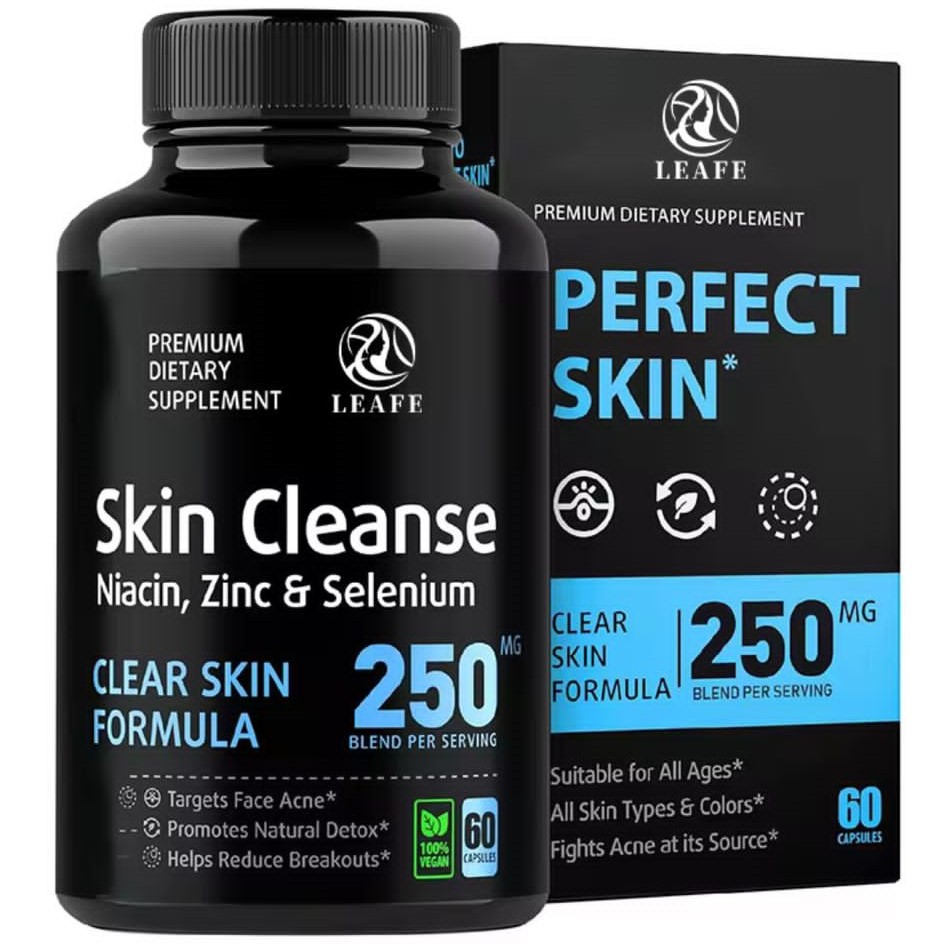 PREMIUM
DIETARY
SUPPLEMENT
LEAFE
Skin Cleanse
Niacin, Zinc & Selenium
CLEAR SKIN
FORMULA
250 MG
BLEND PER SERVING
Targets Face Acne*
Promotes Natural Detox*
Helps Reduce Breakouts*
100%
VEGAN
60
CAPSULES
SKIN*
LEAFE
PREMIUM DIETARY SUPPLEMENT
PERFECT
SKIN*
CLEAR
SKIN
FORMULA
250 MG
BLEND PER SERVING
Suitable for All Ages*
All Skin Types & Colors*
Fights Acne at its Source*
60
CAPSULES